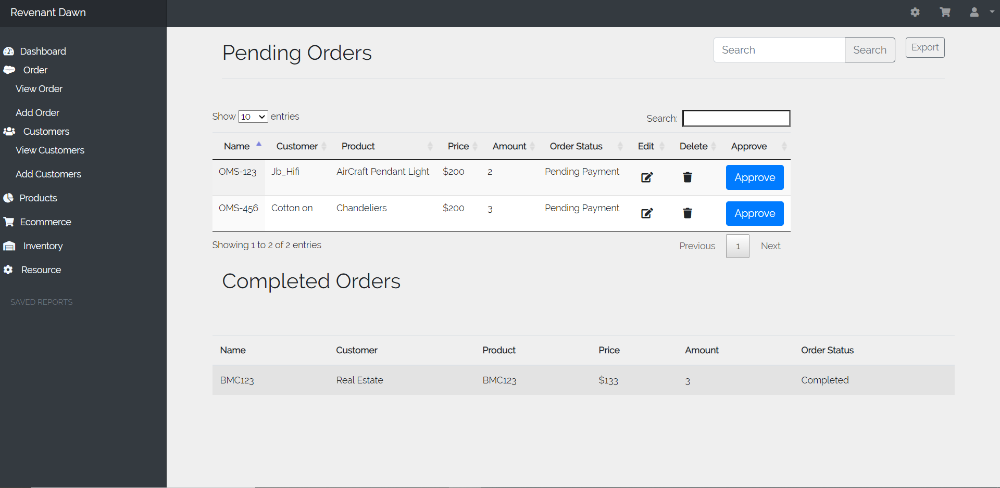 Revenant Dawn
Dashboard
Order
View Order
Add Order
Customers
View Customers
Add Customers
Products
Ecommerce
Inventory
Resource
SAVED REPORTS
Pending Orders
Search Search Export
Show 10 entries Search:
Name Customer Product Price Amount Order Status Edit Delete Approve
OMS-123 Jb_Hifi AirCraft Pendant Light $200 2 Pending Payment Approve
OMS-456 Cotton on Chandeliers $200 3 Pending Payment Approve
Showing 1 to 2 of 2 entries Previous 1 Next
Completed Orders
Name Customer Product Price Amount Order Status
BMC123 Real Estate BMC123 $133 3 Completed